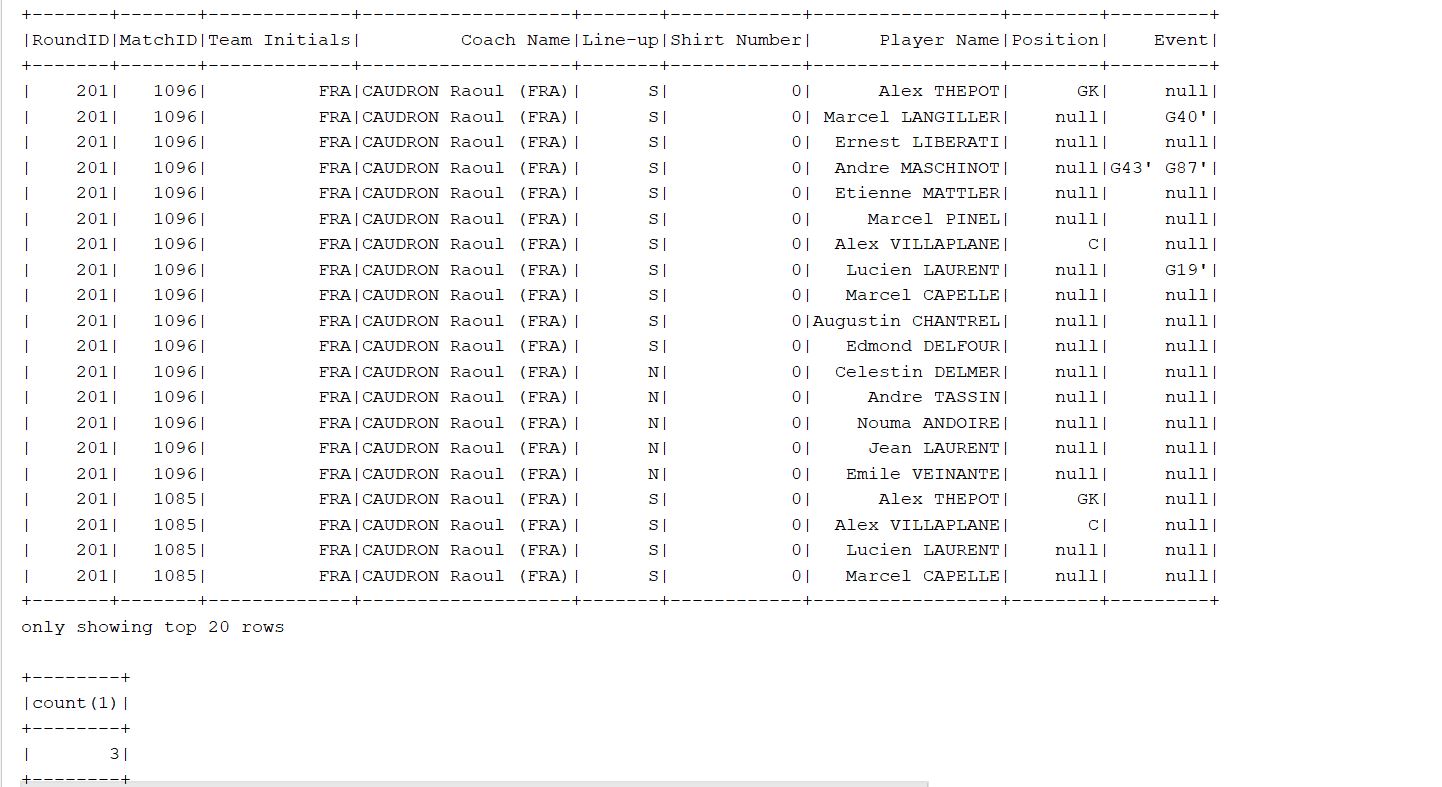 +-------+-------+-------------+--------------------+-------+------------+----------------+--------+---------+
|RoundID|MatchID|Team Initials|          Coach Name|Line-up|Shirt Number|     Player Name|Position|    Event|
+-------+-------+-------------+--------------------+-------+------------+----------------+--------+---------+
|    201|   1096|          FRA|CAUDRON Raoul (FRA)|      S|           0|     Alex THEPOT|      GK|     null|
|    201|   1096|          FRA|CAUDRON Raoul (FRA)|      S|           0|Marcel LANGILLER|    null|    G40'|
|    201|   1096|          FRA|CAUDRON Raoul (FRA)|      S|           0| Ernest LIBERATI|    null|     null|
|    201|   1096|          FRA|CAUDRON Raoul (FRA)|      S|           0| Andre MASCHINOT|    null|G43' G87'|
|    201|   1096|          FRA|CAUDRON Raoul (FRA)|      S|           0| Etienne MATTLER|    null|     null|
|    201|   1096|          FRA|CAUDRON Raoul (FRA)|      S|           0|    Marcel PINEL|    null|     null|
|    201|   1096|          FRA|CAUDRON Raoul (FRA)|      S|           0| Alex VILLAPLANE|       C|     null|
|    201|   1096|          FRA|CAUDRON Raoul (FRA)|      S|           0|  Lucien LAURENT|    null|    G19'|
|    201|   1096|          FRA|CAUDRON Raoul (FRA)|      S|           0|  Marcel CAPELLE|    null|     null|
|    201|   1096|          FRA|CAUDRON Raoul (FRA)|      S|           0|Augustin CHANTREL|    null|     null|
|    201|   1096|          FRA|CAUDRON Raoul (FRA)|      S|           0|  Edmond DELFOUR|    null|     null|
|    201|   1096|          FRA|CAUDRON Raoul (FRA)|      N|           0| Celestin DELMER|    null|     null|
|    201|   1096|          FRA|CAUDRON Raoul (FRA)|      N|           0|    Andre TASSIN|    null|     null|
|    201|   1096|          FRA|CAUDRON Raoul (FRA)|      N|           0|   Nouma ANDOIRE|    null|     null|
|    201|   1096|          FRA|CAUDRON Raoul (FRA)|      N|           0|    Jean LAURENT|    null|     null|
|    201|   1096|          FRA|CAUDRON Raoul (FRA)|      N|           0|  Emile VEINANTE|    null|     null|
|    201|   1085|          FRA|CAUDRON Raoul (FRA)|      S|           0|     Alex THEPOT|      GK|     null|
|    201|   1085|          FRA|CAUDRON Raoul (FRA)|      S|           0| Alex VILLAPLANE|       C|     null|
|    201|   1085|          FRA|CAUDRON Raoul (FRA)|      S|           0|  Lucien LAURENT|    null|     null|
|    201|   1085|          FRA|CAUDRON Raoul (FRA)|      S|           0|  Marcel CAPELLE|    null|     null|
+-------+-------+-------------+--------------------+-------+------------+----------------+--------+---------+
only showing top 20 rows
+--------+
|count(1)|
+--------+
|       3|
+--------+